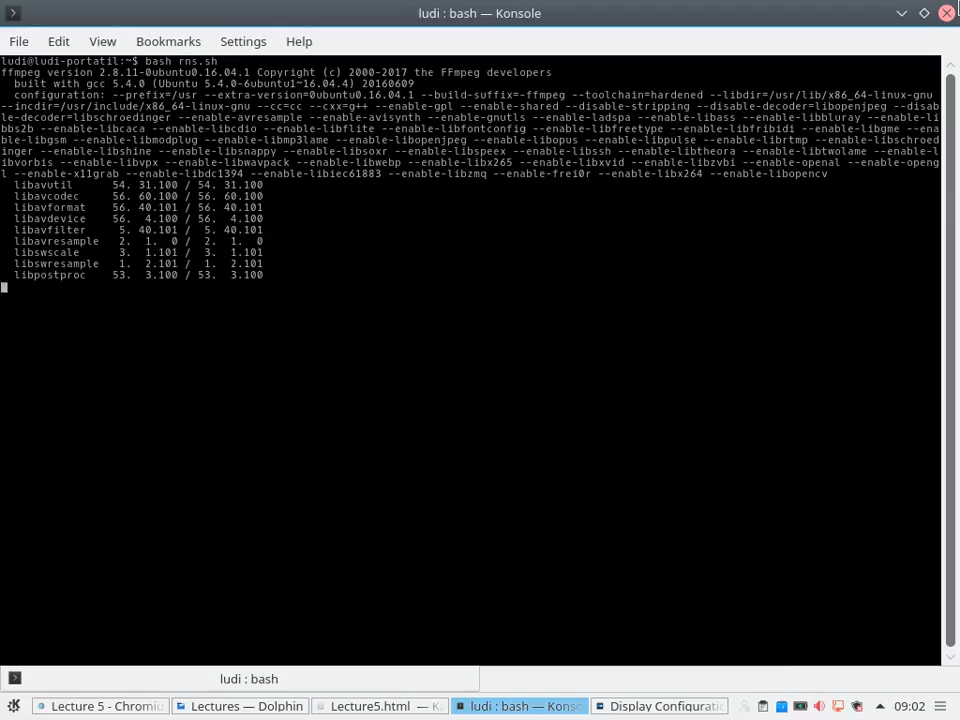 ludi : bash — Konsole
File Edit View Bookmarks Settings Help
ludi@ludi-portatil:~$ bash rns.sh
ffmpeg version 2.8.11-0ubuntu0.16.04.1 Copyright (c) 2000-2017 the FFmpeg developers
  built with gcc 5.4.0 (Ubuntu 5.4.0-6ubuntu1~16.04.4) 20160609
  configuration: --prefix=/usr --extra-version=0ubuntu0.16.04.1 --build-suffix=-ffmpeg --toolchain=hardened --libdir=/usr/lib/x86_64-linux-gnu
--incdir=/usr/include/x86_64-linux-gnu --cc=cc --cxx=g++ --enable-gpl --enable-shared --disable-stripping --disable-decoder=libopenjpeg --disab
le-decoder=libschroedinger --enable-avresample --enable-avisynth --enable-gnutls --enable-ladspa --enable-libass --enable-libbluray --enable-li
bbs2b --enable-libcaca --enable-libcdio --enable-libflite --enable-libfontconfig --enable-libfreetype --enable-libfribidi --enable-libgme --ena
ble-libgsm --enable-libmodplug --enable-libmp3lame --enable-libopenjpeg --enable-libopus --enable-libpulse --enable-librtmp --enable-libschroed
inger --enable-libshine --enable-libsnappy --enable-libsoxr --enable-libspeex --enable-libssh --enable-libtheora --enable-libtwolame --enable-l
ibvorbis --enable-libvpx --enable-libwavpack --enable-libwebp --enable-libx265 --enable-libxvid --enable-libzvbi --enable-openal --enable-openg
l --enable-x11grab --enable-libdc1394 --enable-libiec61883 --enable-libzmq --enable-frei0r --enable-libx264 --enable-libopencv
  libavutil      54. 31.100 / 54. 31.100
  libavcodec     56. 60.100 / 56. 60.100
  libavformat    56. 40.101 / 56. 40.101
  libavdevice    56.  4.100 / 56.  4.100
  libavfilter     5. 40.101 /  5. 40.101
  libavresample   2.  1.  0 /  2.  1.  0
  libswscale      3.  1.101 /  3.  1.101
  libswresample   1.  2.101 /  1.  2.101
  libpostproc    53.  3.100 / 53.  3.100
ludi : bash
Lecture 5 - Chromiu Lectures — Dolphin Lecture5.html — Ka ludi : bash — Konso Display Configuratio 09:02